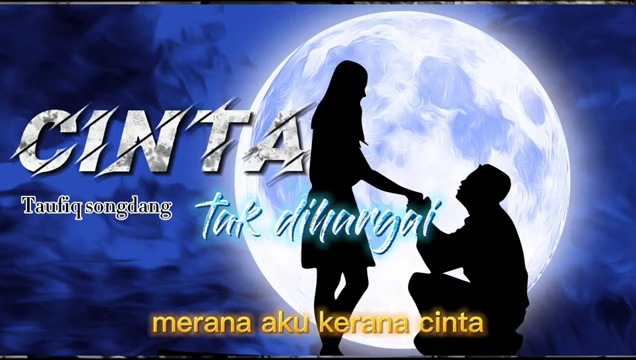 CINTA
Taufiq songdang
tak dihargai
merana aku kerana cinta